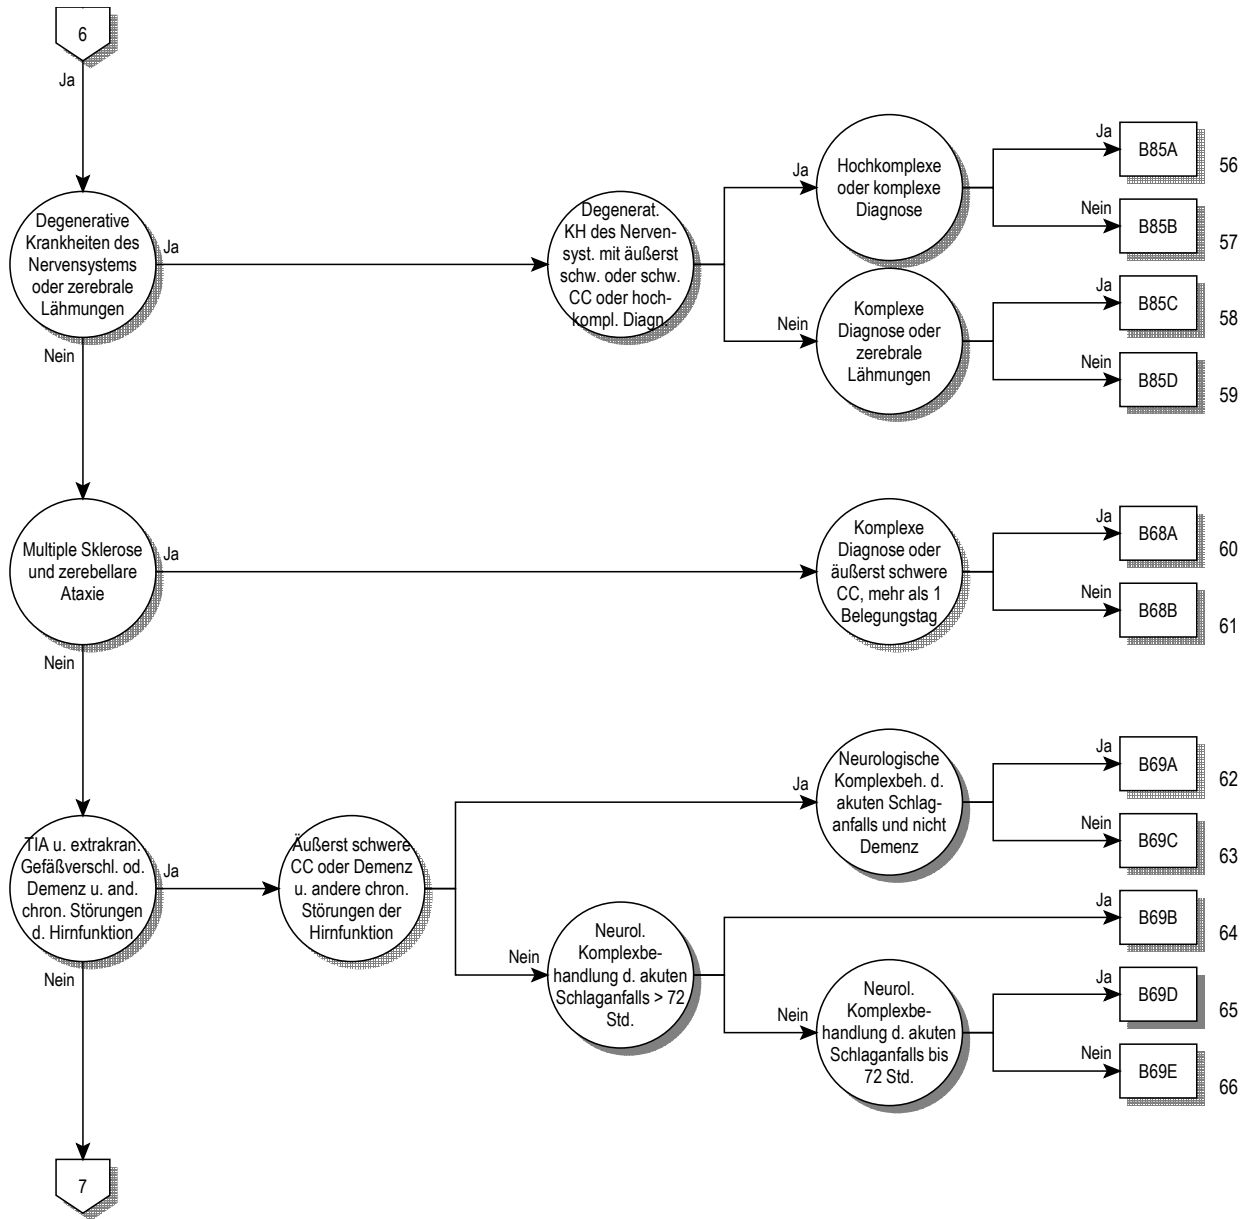 6
Ja
Degenerative
Krankheiten des
Nervensystems
oder zerebrale
Lähmungen
Ja
Nein
Degenerat.
KH des Nerven-
syst. mit äußerst
schw. oder schw.
CC oder hoch-
kompl. Diagn.
Ja
Nein
Hochkomplexe
oder komplexe
Diagnose
Ja
B85A
56
Nein
B85B
57
Komplexe
Diagnose oder
zerebrale
Lähmungen
Ja
B85C
58
Nein
B85D
59
Multiple Sklerose
und zerebellare
Ataxie
Ja
Nein
Komplexe
Diagnose oder
äußerst schwere
CC, mehr als 1
Belegungstag
Ja
B68A
60
Nein
B68B
61
TIA u. extrakran.
Gefäßverschl. od.
Demenz u. and.
chron. Störungen
d. Hirnfunktion
Ja
Nein
Äußerst schwere
CC oder Demenz
u. andere chron.
Störungen der
Hirnfunktion
Ja
Nein
Neurologische
Komplexbeh. d.
akuten Schlag-
anfalls und nicht
Demenz
Ja
B69A
62
Nein
B69C
63
Neurol.
Komplexbe-
handlung d. akuten
Schlaganfalls > 72
Std.
Ja
B69B
64
Nein
Neurol.
Komplexbe-
handlung d. akuten
Schlaganfalls bis
72 Std.
Ja
B69D
65
Nein
B69E
66
7